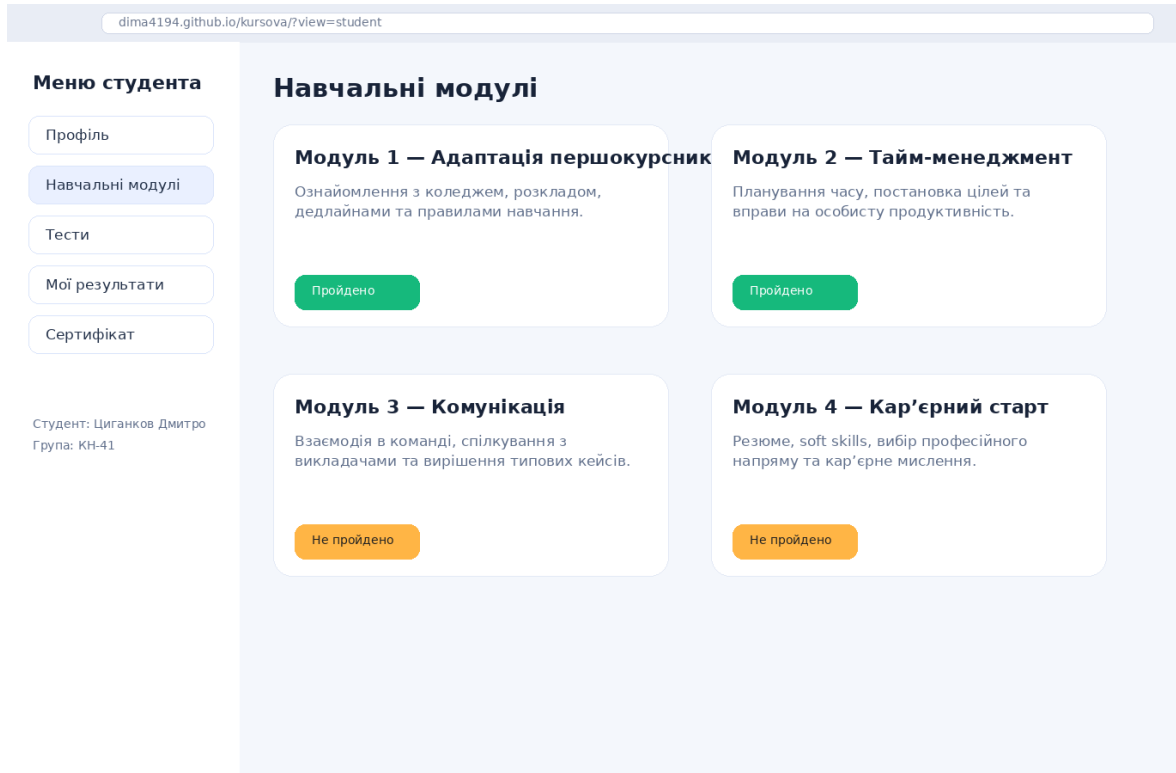 dima4194.github.io/kursova/?view=student
Меню студента
Профіль
Навчальні модулі
Тести
Мої результати
Сертифікат
Студент: Циганков Дмитро
Група: КН-41
Навчальні модулі
Модуль 1 — Адаптація першокурсник
Ознайомлення з коледжем, розкладом,
дедлайнами та правилами навчання.
Пройдено
Модуль 2 — Тайм-менеджмент
Планування часу, постановка цілей та
вправи на особисту продуктивність.
Пройдено
Модуль 3 — Комунікація
Взаємодія в команді, спілкування з
викладачами та вирішення типових кейсів.
Не пройдено
Модуль 4 — Кар’єрний старт
Резюме, soft skills, вибір професійного
напряму та кар’єрне мислення.
Не пройдено